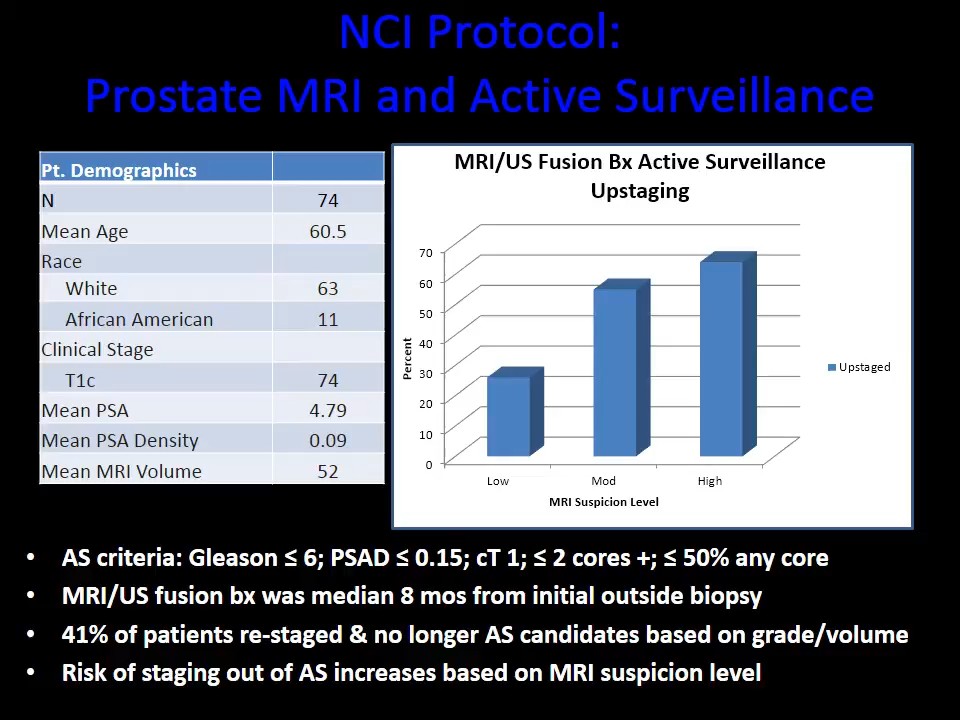 NCI Protocol:
Prostate MRI and Active Surveillance
Pt. Demographics
N 74
Mean Age 60.5
Race
White 63
African American 11
Clinical Stage
T1c 74
Mean PSA 4.79
Mean PSA Density 0.09
Mean MRI Volume 52
MRI/US Fusion Bx Active Surveillance
Upstaging
70
60
50
40
30
20
10
0
Percent
Low Mod High
MRI Suspicion Level
Upstaged
• AS criteria: Gleason ≤ 6; PSAD ≤ 0.15; cT 1; ≤ 2 cores +; ≤ 50% any core
• MRI/US fusion bx was median 8 mos from initial outside biopsy
• 41% of patients re-staged & no longer AS candidates based on grade/volume
• Risk of staging out of AS increases based on MRI suspicion level